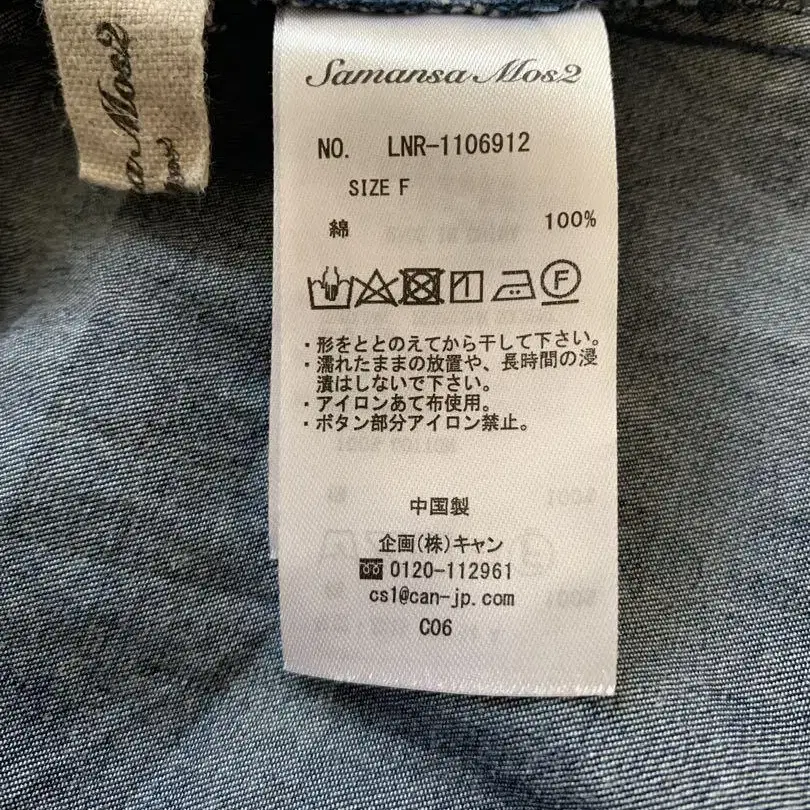 Mos2
Samansa Mos2
NO. LNR-1106912
SIZE F
綿 100%
F
・形をととのえてから干して下さい。
・濡れたままの放置や、長時間の浸
漬はしないで下さい。
・アイロンあて布使用。
・ボタン部分アイロン禁止。
中国製
企画(株)キャン
0120-112961
cs1@can-jp.com
C06